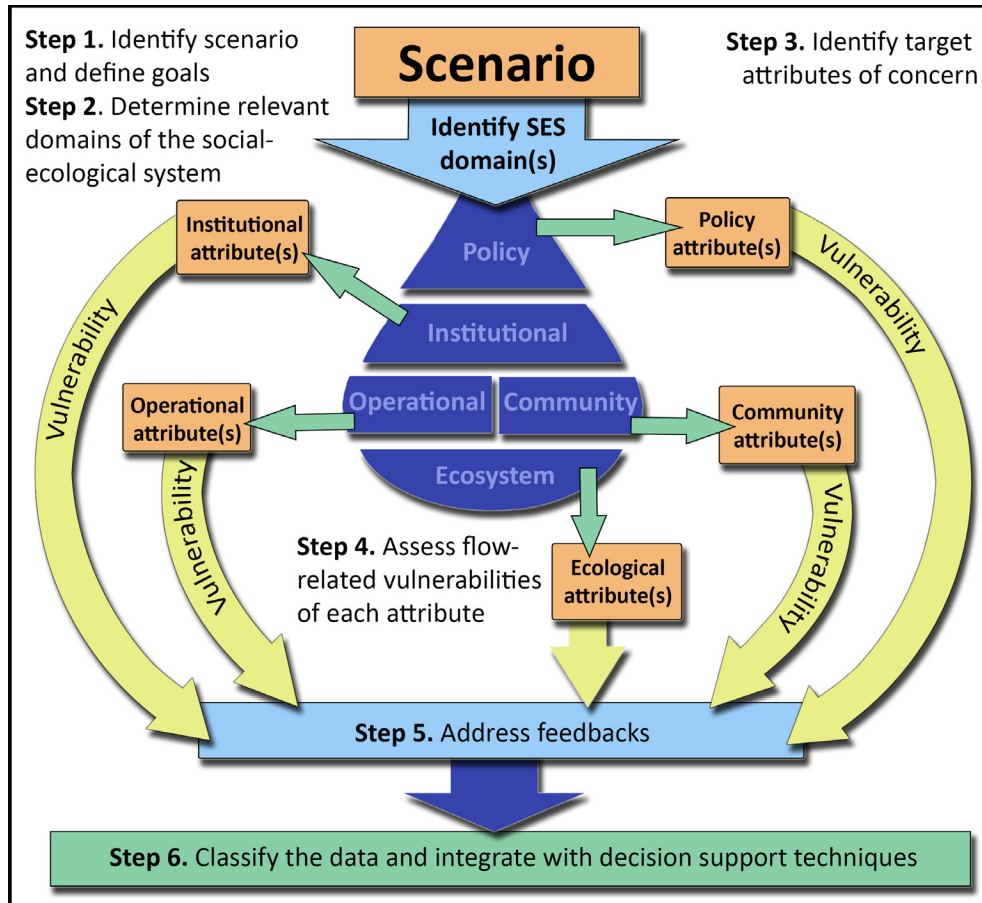 Step 1. Identify scenario
and define goals
Step 2. Determine relevant
domains of the social-
ecological system
Scenario
Step 3. Identify target
attributes of concern
Identify SES
domain(s)
Institutional
attribute(s)
Policy
Policy
attribute(s)
Vulnerability
Vulnerability
Institutional
Operational
attribute(s)
Operational
Community
Community
attribute(s)
Ecosystem
Vulnerability
Vulnerability
Step 4. Assess flow-
related vulnerabilities
of each attribute
Ecological
attribute(s)
Step 5. Address feedbacks
Step 6. Classify the data and integrate with decision support techniques